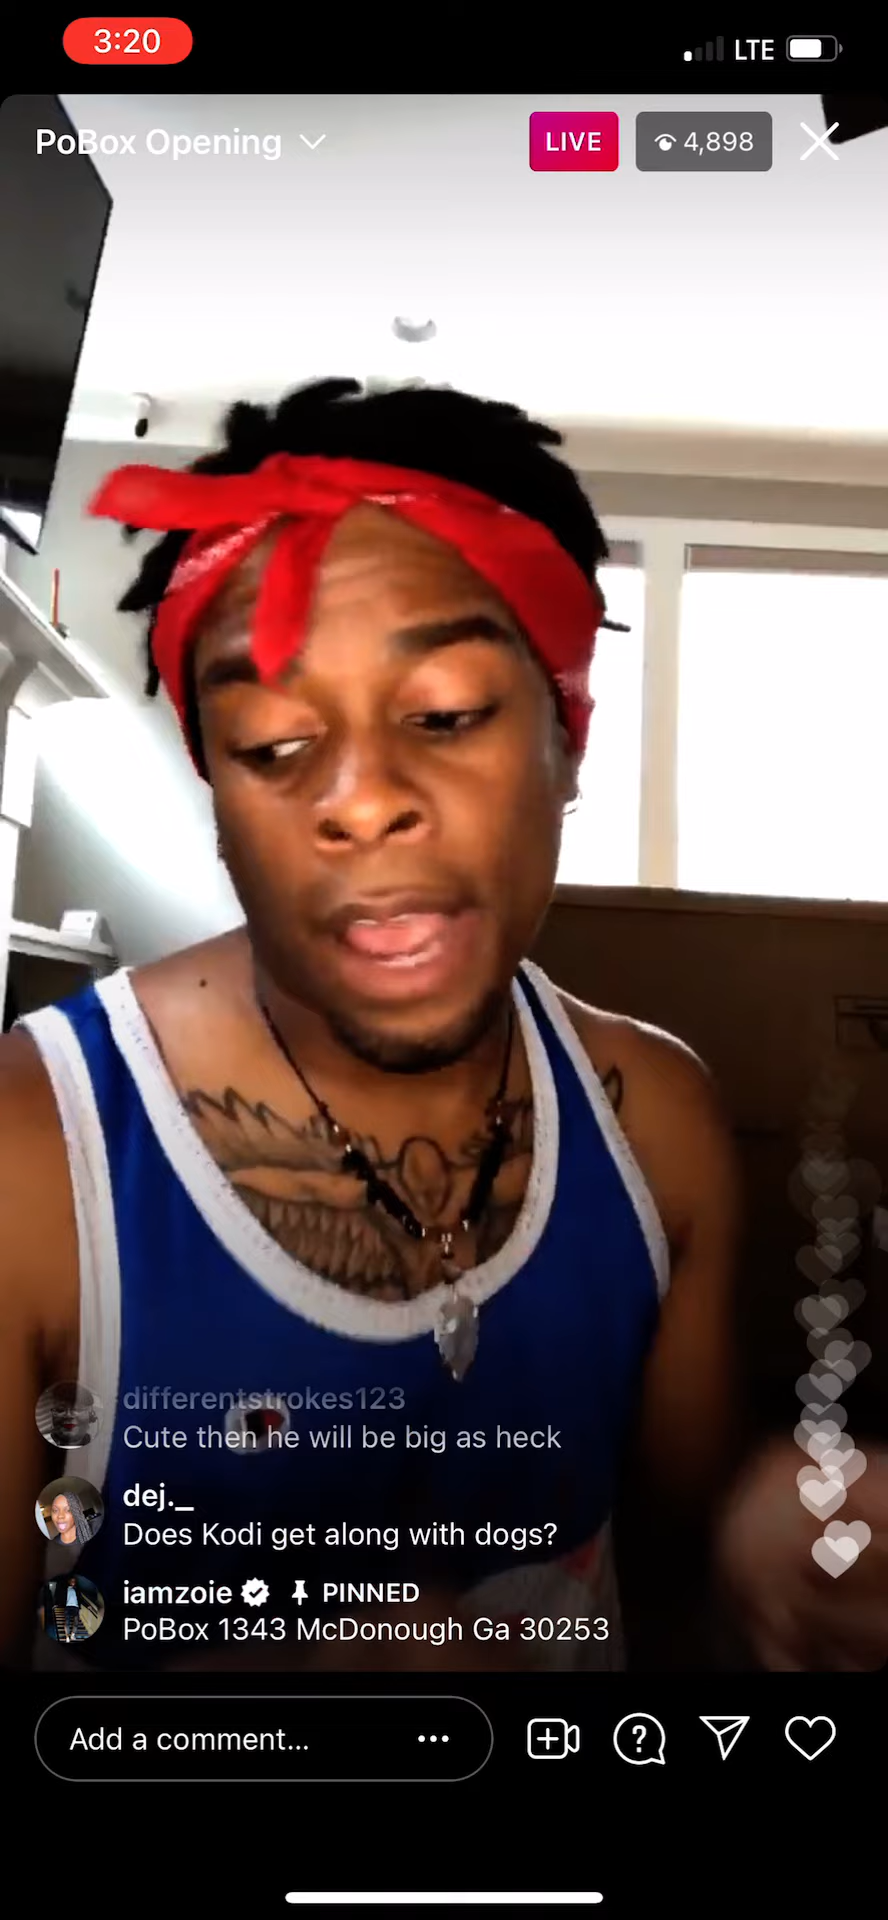 3:20
LTE
PoBox Opening
LIVE
4,898
differentstrokes123
Cute then he will be big as heck
dej._
Does Kodi get along with dogs?
iamzoie PINNED
PoBox 1343 McDonough Ga 30253
Add a comment...